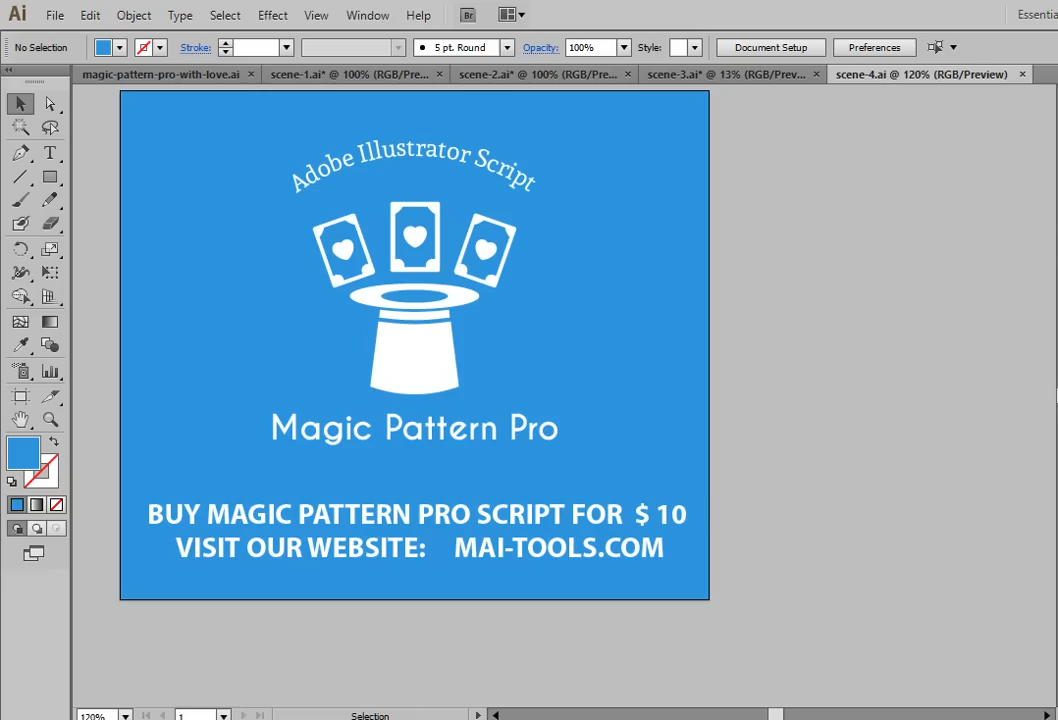 Ai File Edit Object Type Select Effect View Window Help Br Essentia
No Selection Stroke: 5 pt. Round Opacity: 100% Style: Document Setup Preferences
magic-pattern-pro-with-love.ai × scene-1.ai* @ 100% (RGB/Pre... × scene-2.ai* @ 100% (RGB/Pre... × scene-3.ai* @ 13% (RGB/Prev... × scene-4.ai @ 120% (RGB/Preview) ×
Adobe Illustrator Script
Magic Pattern Pro
BUY MAGIC PATTERN PRO SCRIPT FOR $ 10
VISIT OUR WEBSITE: MAI-TOOLS.COM
120% 1 Selection